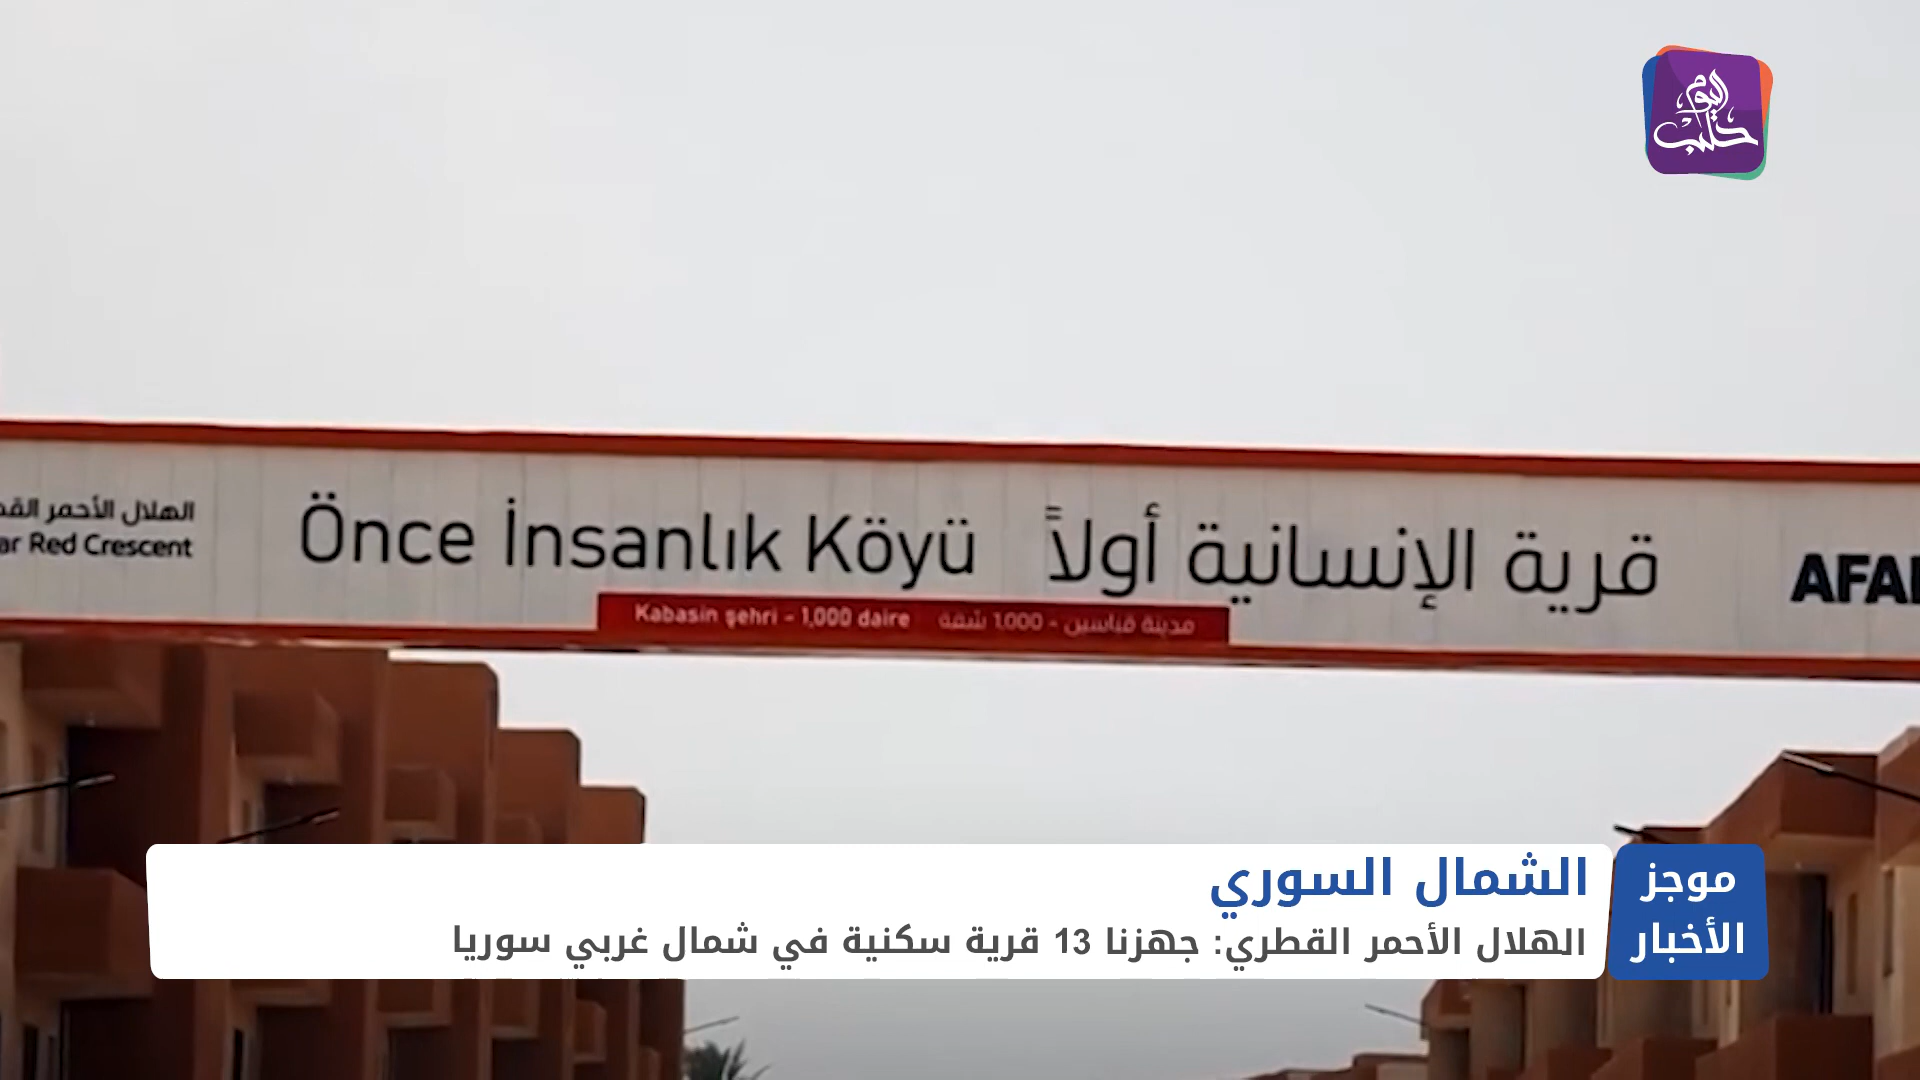 اليوم
حلب
الهلال الأحمر
Red Crescent
Önce İnsanlık Köyü
قرية الإنسانية أولاً
AFA
Kabasin şehri - 1,000 daire
مدينة قباسين - 1.000 شقة
موجز
الأخبار
الشمال السوري
الهلال الأحمر القطري: جهزنا 13 قرية سكنية في شمال غربي سوريا